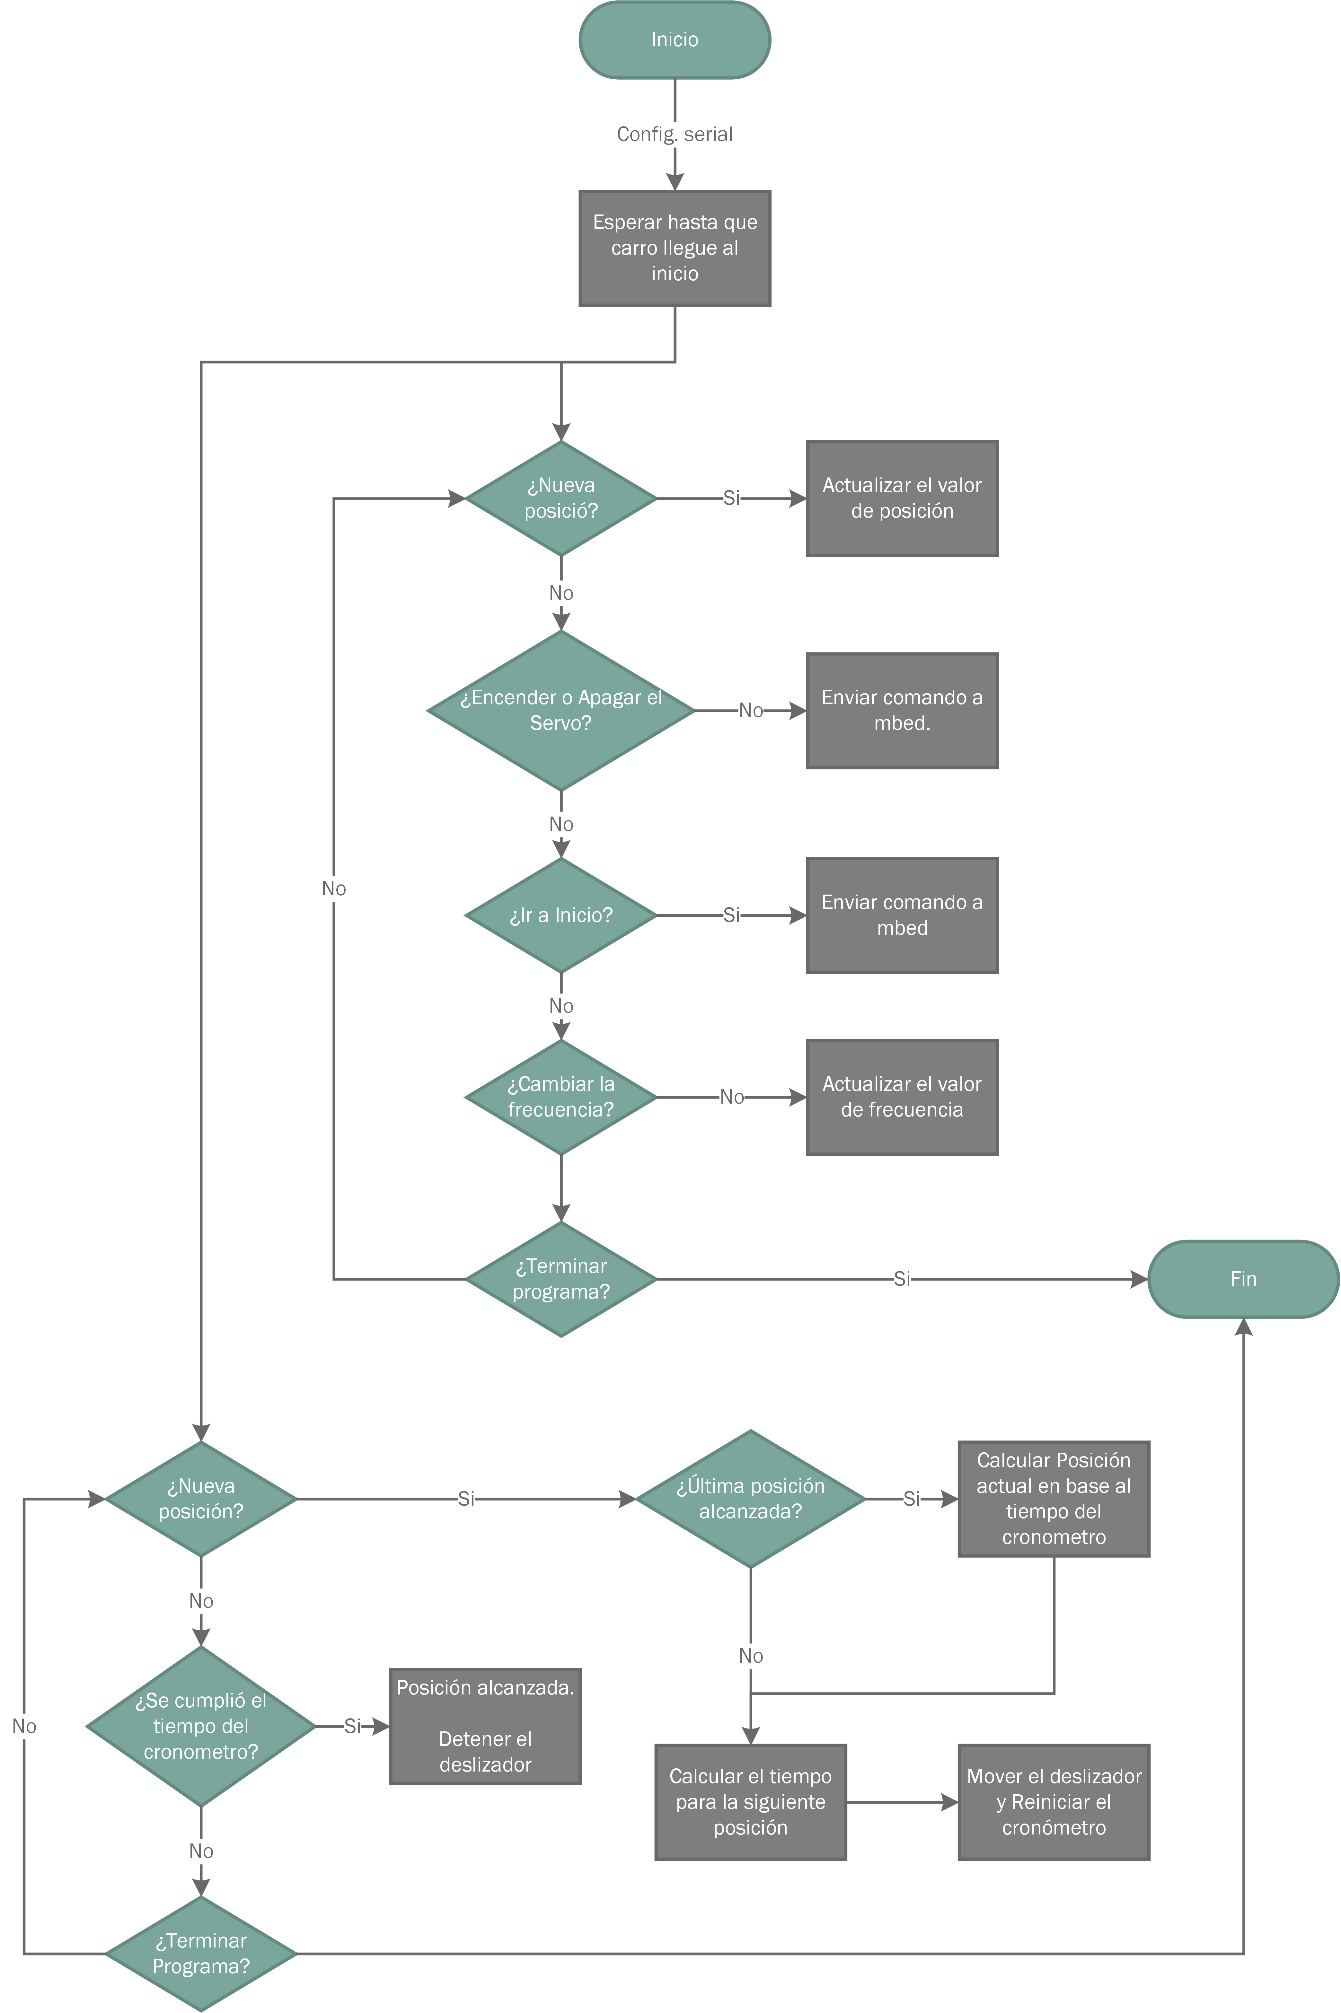 Inicio
Config. serial
Esperar hasta que
carro llegue al
inicio
¿Nueva
posició?
Si
Actualizar el valor
de posición
No
¿Encender o Apagar el
Servo?
No
Enviar comando a
mbed.
No
¿Ir a Inicio?
Si
Enviar comando a
mbed
No
No
¿Cambiar la
frecuencia?
No
Actualizar el valor
de frecuencia
¿Terminar
programa?
Si
Fin
¿Nueva
posición?
Si
¿Última posición
alcanzada?
Si
Calcular Posición
actual en base al
tiempo del
cronometro
No
No
¿Se cumplió el
tiempo del
cronometro?
Si
Posición alcanzada.
Detener el
deslizador
No
Calcular el tiempo
para la siguiente
posición
Mover el deslizador
y Reiniciar el
cronómetro
No
¿Terminar
Programa?